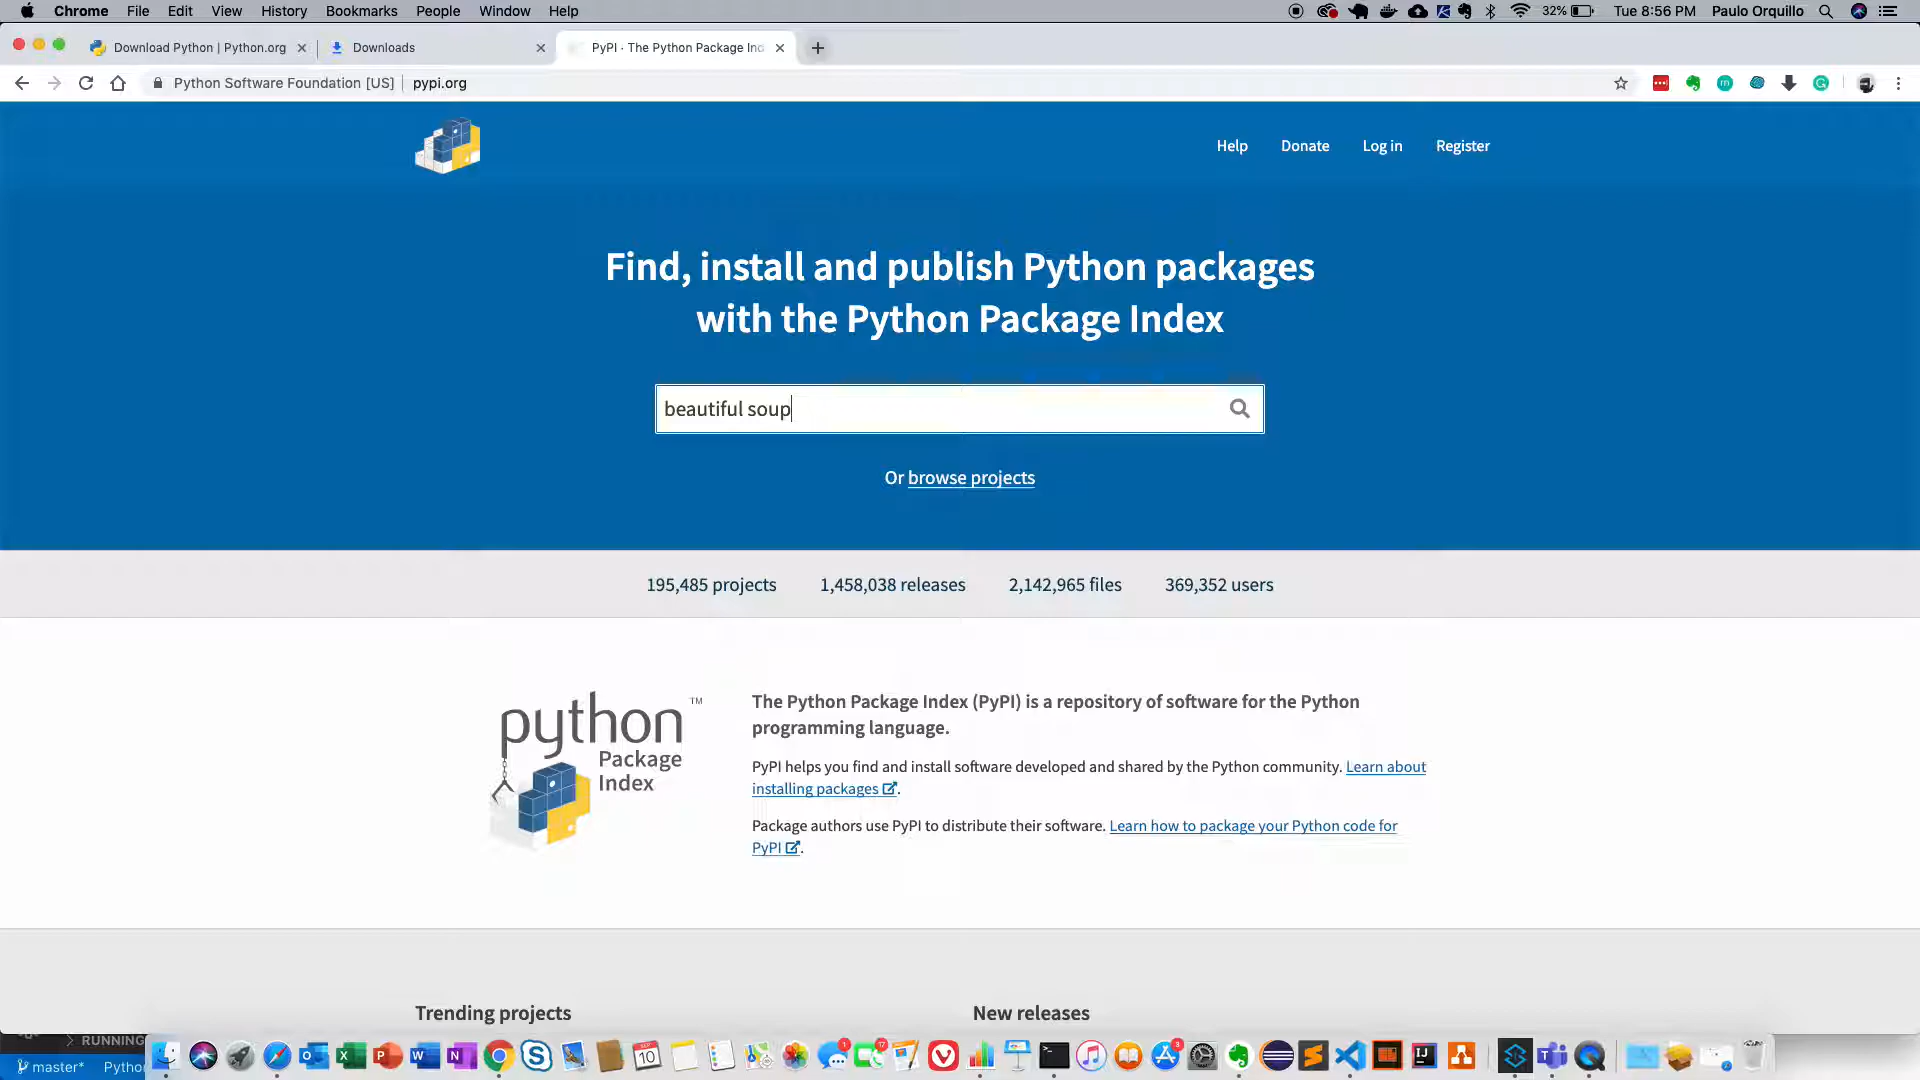 Chrome File Edit View History Bookmarks People Window Help 32% Tue 8:56 PM Paulo Orquillo
Download Python | Python.org Downloads PyPI · The Python Package Ind
Python Software Foundation [US] pypi.org
Help Donate Log in Register
Find, install and publish Python packages
with the Python Package Index
beautiful soup
Or browse projects
195,485 projects 1,458,038 releases 2,142,965 files 369,352 users
python TM
Package
Index
The Python Package Index (PyPI) is a repository of software for the Python
programming language.
PyPI helps you find and install software developed and shared by the Python community. Learn about
installing packages.
Package authors use PyPI to distribute their software. Learn how to package your Python code for
PyPI.
Trending projects New releases
RUNNING
master* Pytho